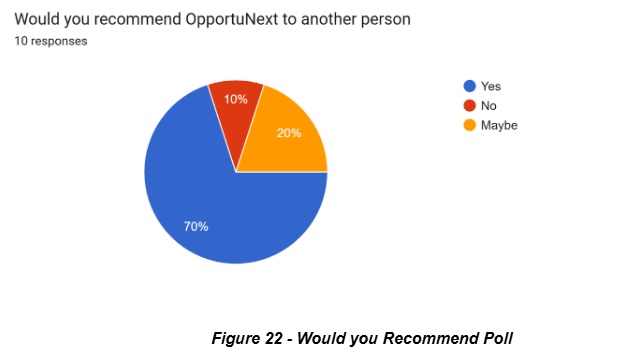 Would you recommend OpportuNext to another person
10 responses
10%
20%
70%
Yes
No
Maybe
Figure 22 - Would you Recommend Poll